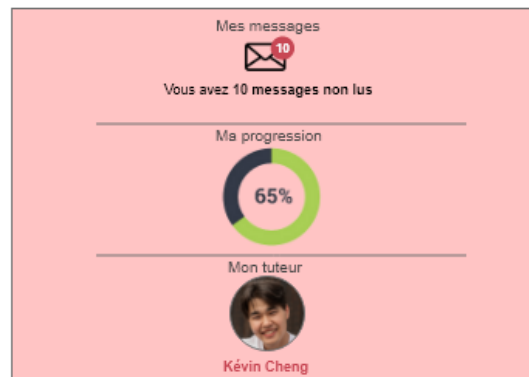 Mes messages
10
Vous avez 10 messages non lus
Ma progression
65%
Mon tuteur
Kévin Cheng